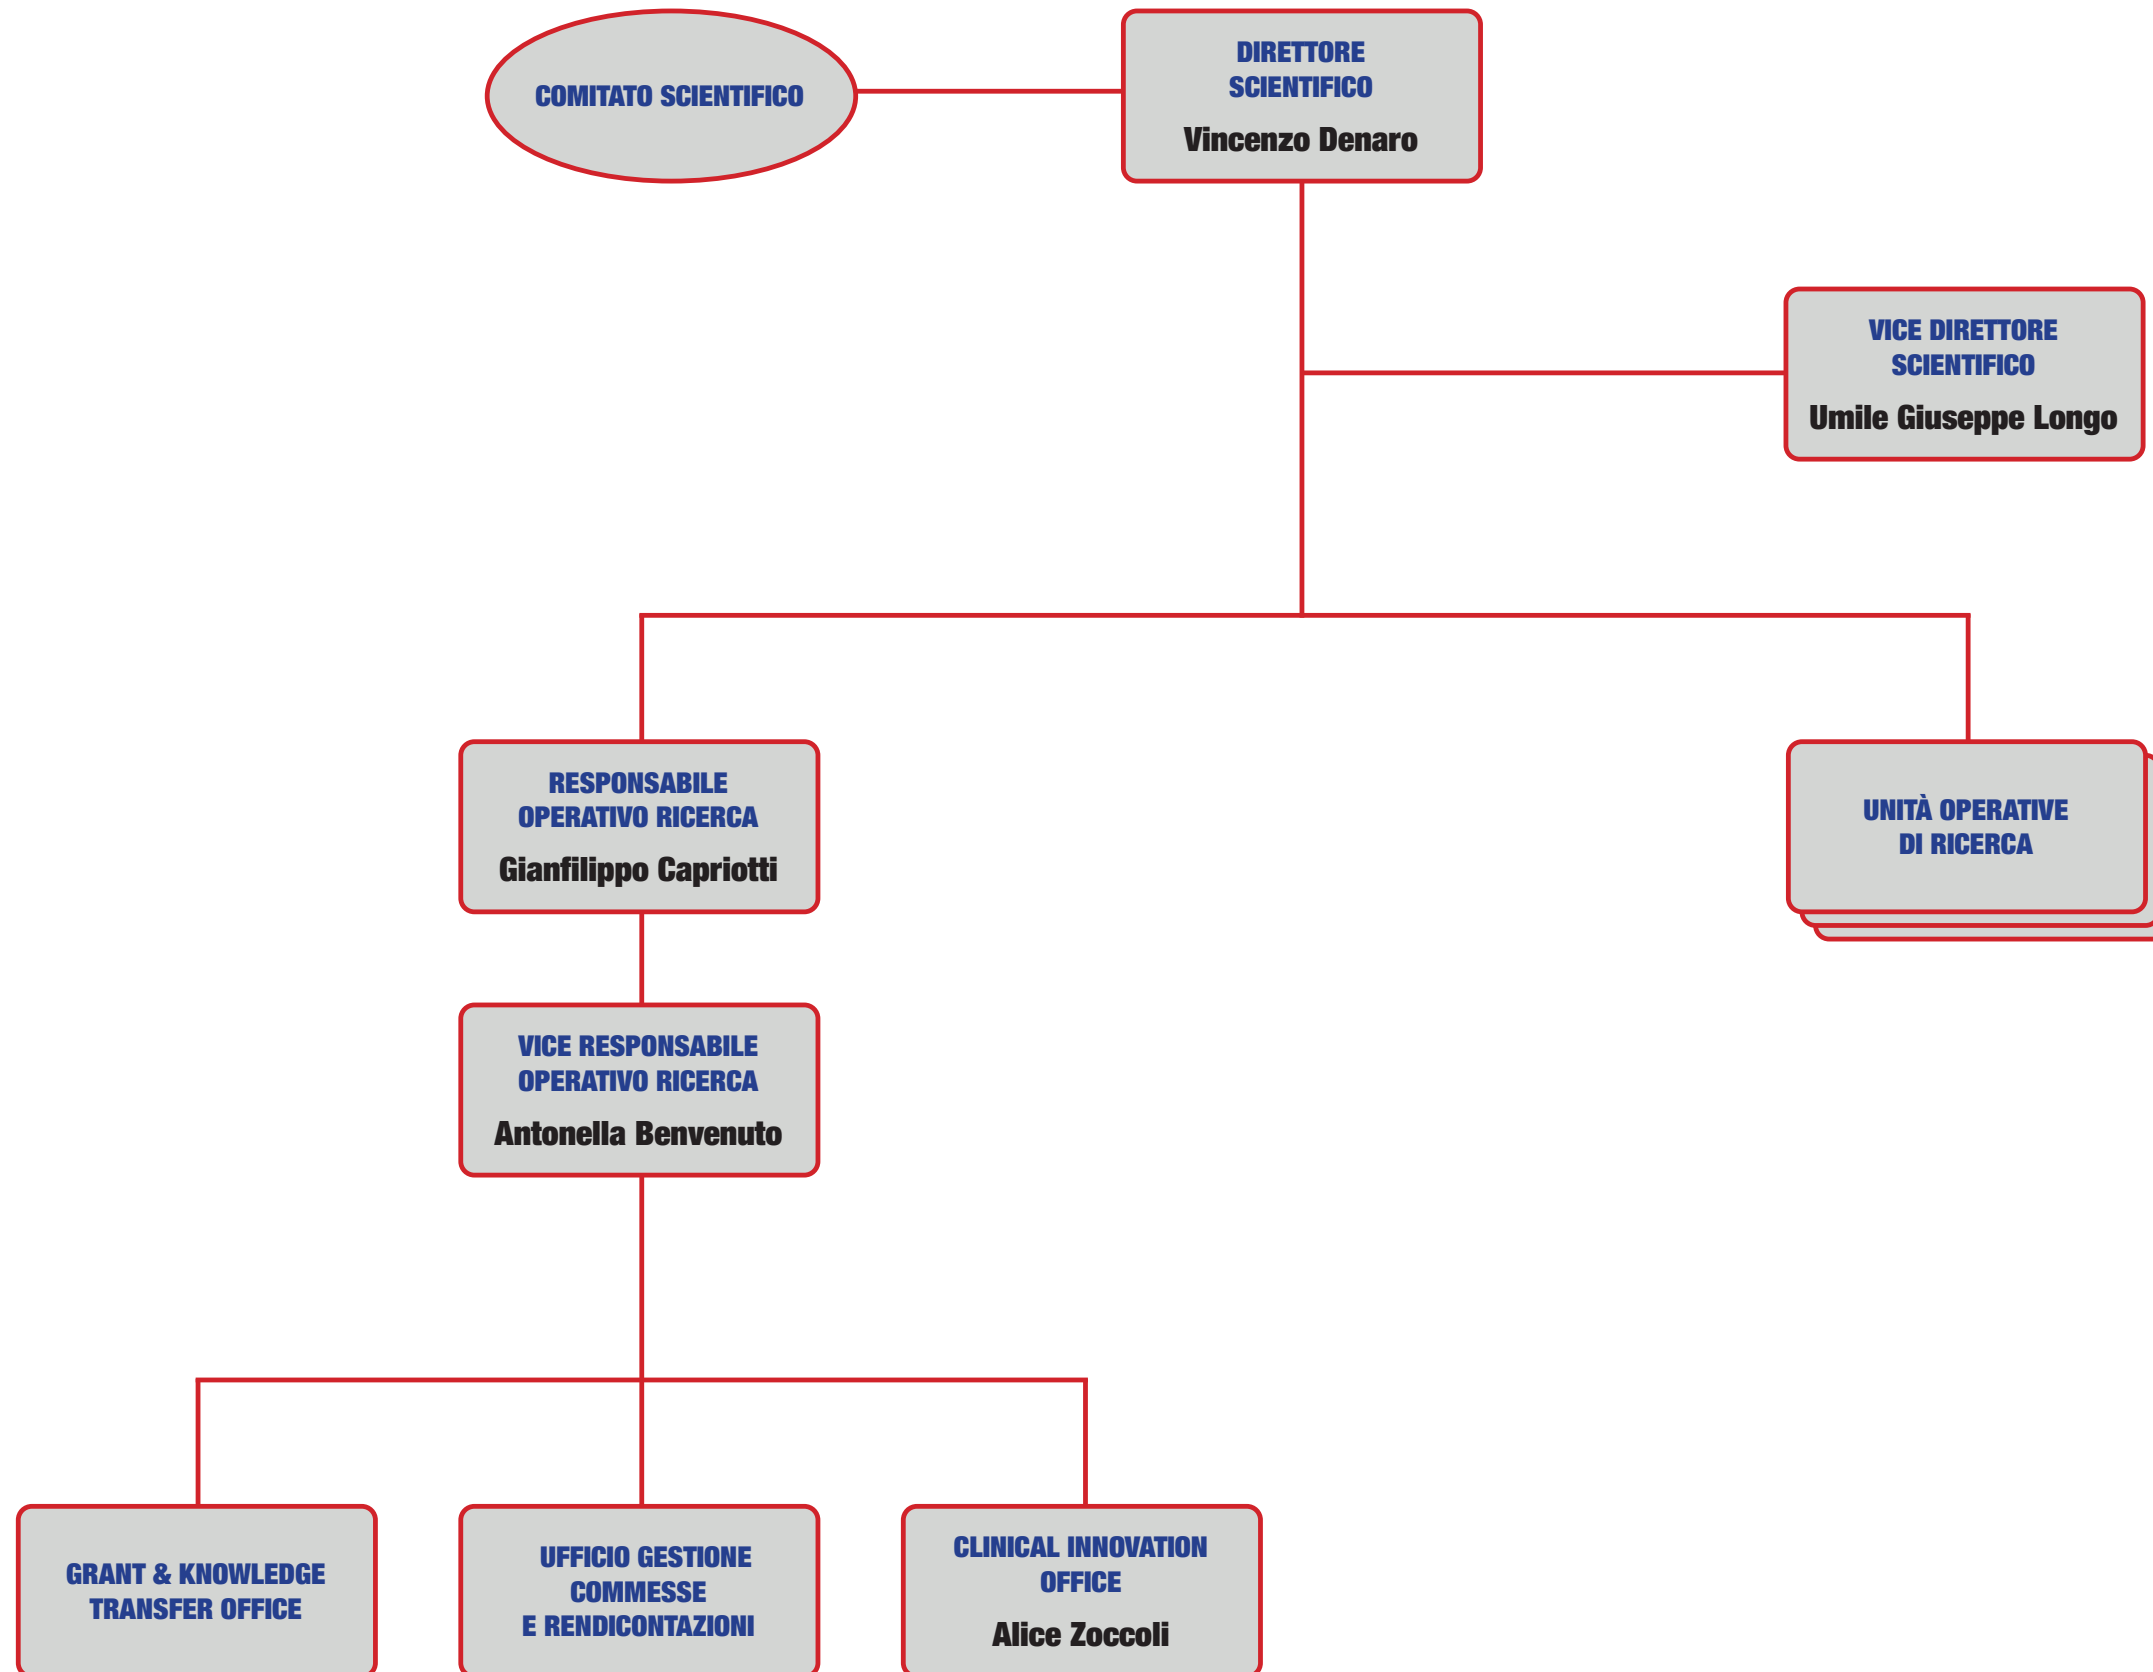 COMITATO SCIENTIFICO
DIRETTORE
SCIENTIFICO
Vincenzo Denaro
VICE DIRETTORE
SCIENTIFICO
Umile Giuseppe Longo
RESPONSABILE
OPERATIVO RICERCA
Gianfilippo Capriotti
UNITÀ OPERATIVE
DI RICERCA
VICE RESPONSABILE
OPERATIVO RICERCA
Antonella Benvenuto
GRANT & KNOWLEDGE
TRANSFER OFFICE
UFFICIO GESTIONE
COMMESSE
E RENDICONTAZIONI
CLINICAL INNOVATION
OFFICE
Alice Zoccoli